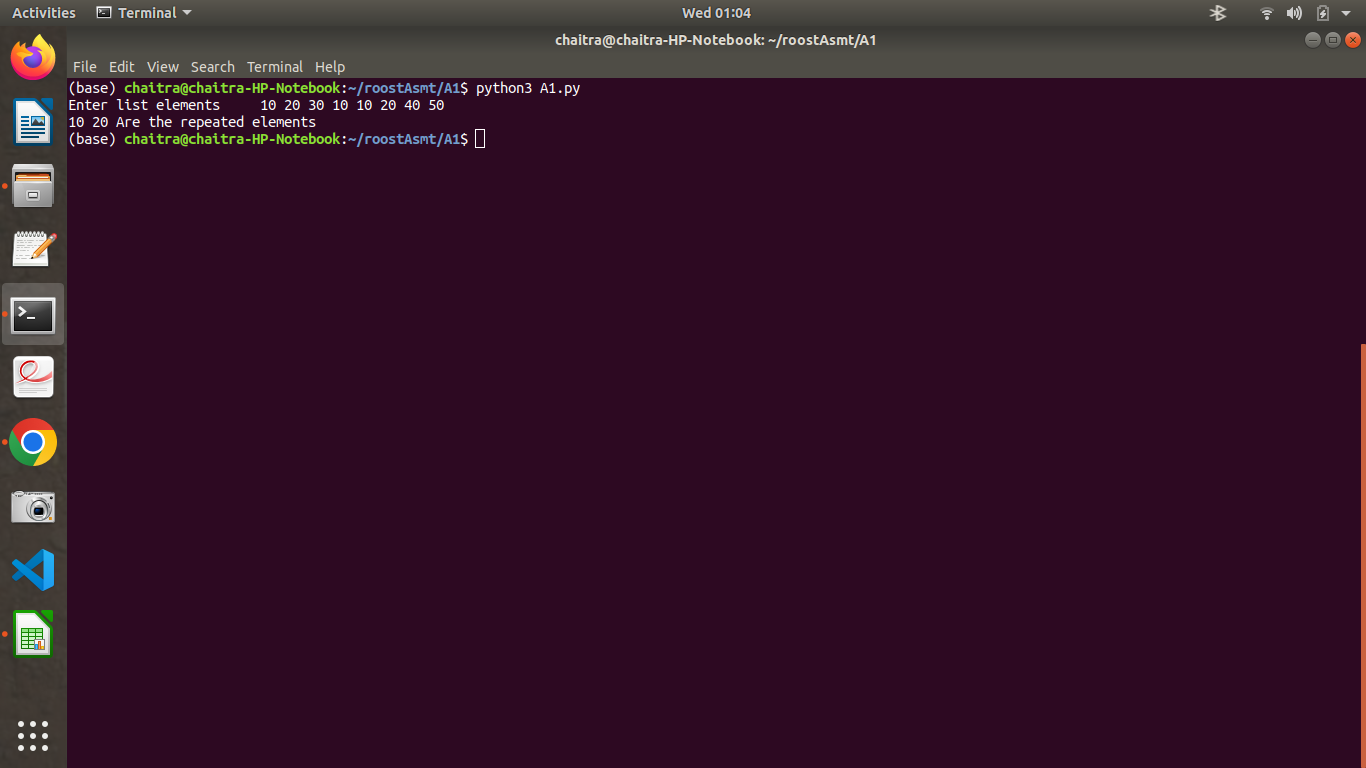 Activities Terminal Wed 01:04
chaitra@chaitra-HP-Notebook: ~/roostAsmt/A1
File Edit View Search Terminal Help
(base) chaitra@chaitra-HP-Notebook:~/roostAsmt/A1$ python3 A1.py
Enter list elements     10 20 30 10 10 20 40 50
10 20 Are the repeated elements
(base) chaitra@chaitra-HP-Notebook:~/roostAsmt/A1$